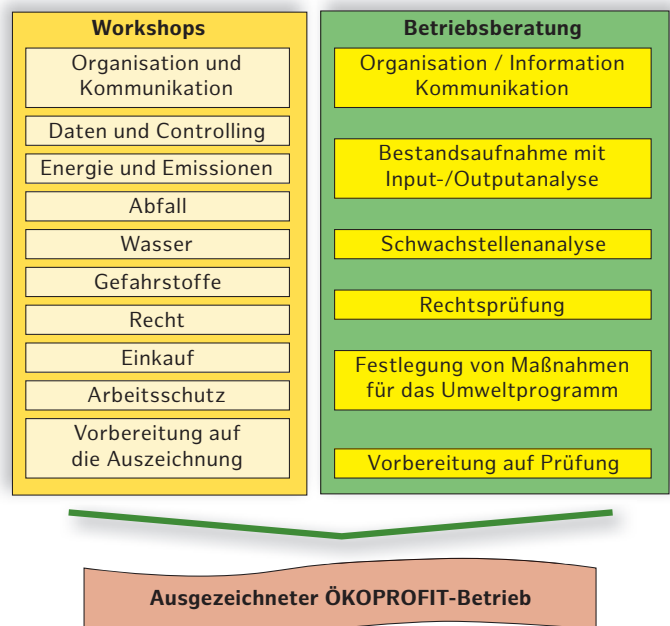 Workshops
Organisation und
Kommunikation
Daten und Controlling
Energie und Emissionen
Abfall
Wasser
Gefahrstoffe
Recht
Einkauf
Arbeitsschutz
Vorbereitung auf
die Auszeichnung
Betriebsberatung
Organisation / Information
Kommunikation
Bestandsaufnahme mit
Input-/Outputanalyse
Schwachstellenanalyse
Rechtsprüfung
Festlegung von Maßnahmen
für das Umweltprogramm
Vorbereitung auf Prüfung
Ausgezeichneter ÖKOPROFIT-Betrieb